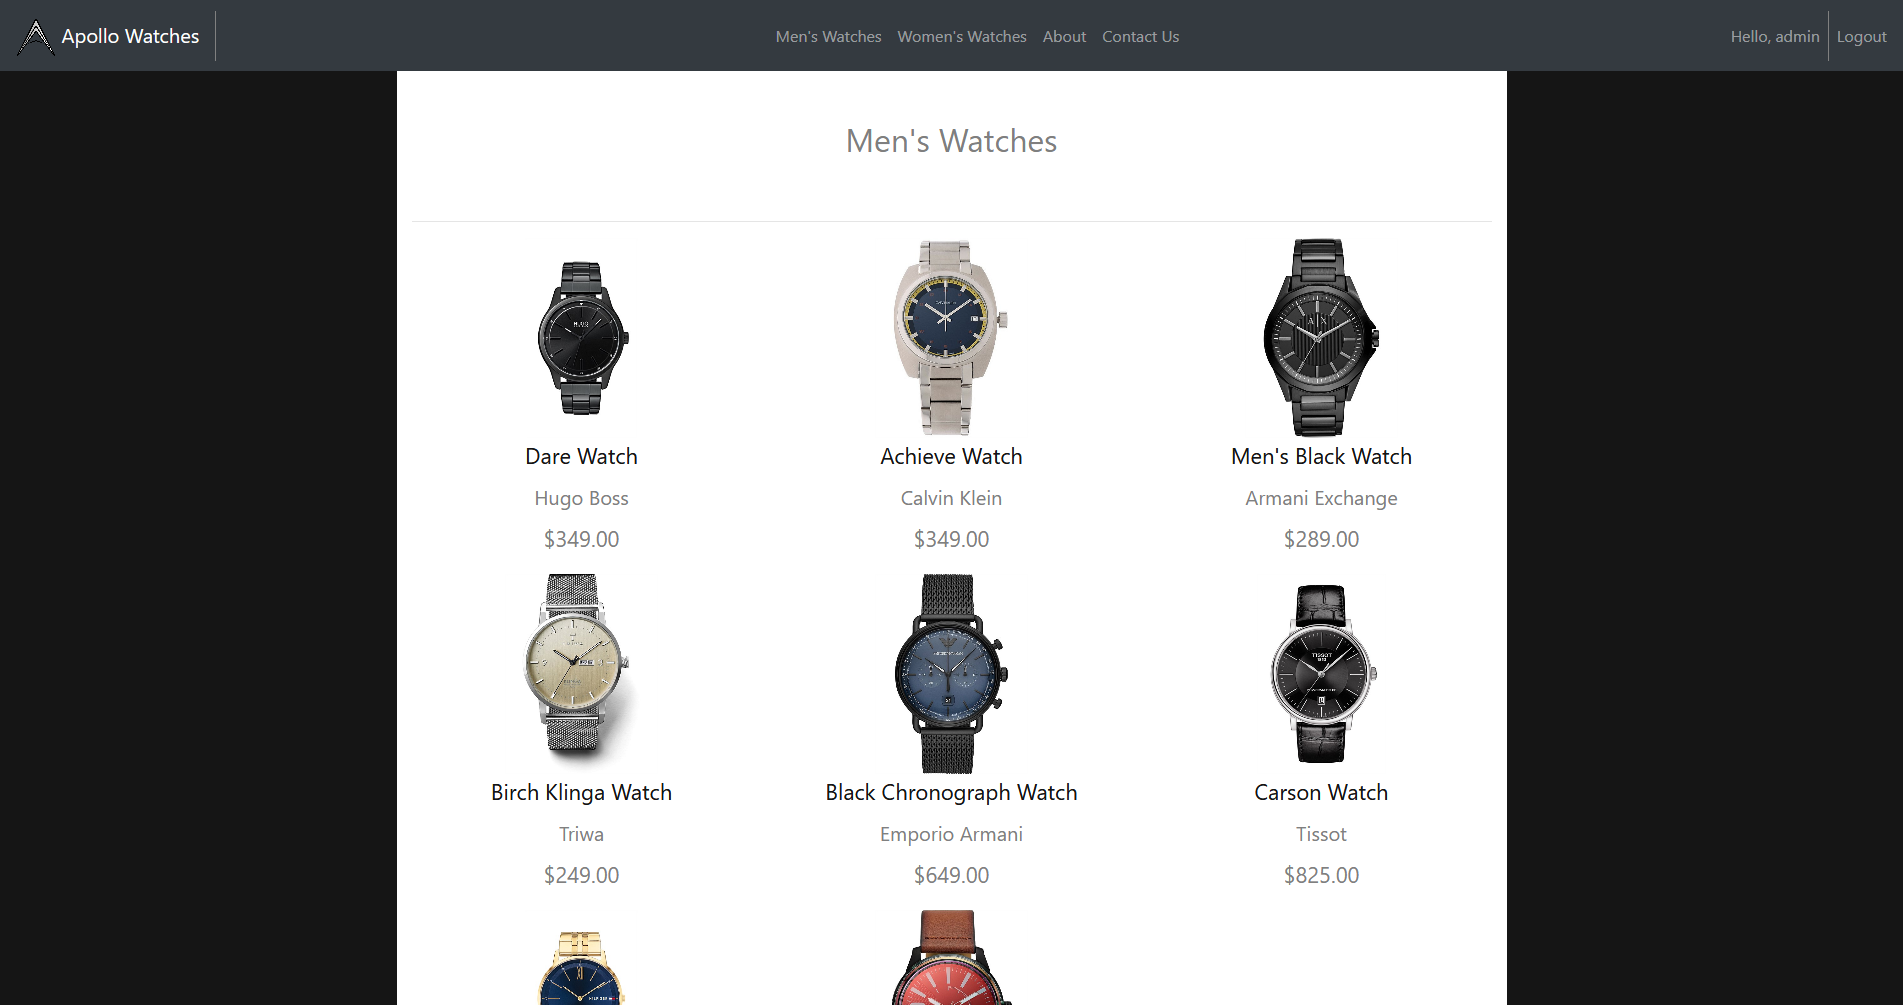 Apollo Watches
Men's Watches Women's Watches About Contact Us
Hello, admin Logout
Men's Watches
Dare Watch
Hugo Boss
$349.00
Achieve Watch
Calvin Klein
$349.00
Men's Black Watch
Armani Exchange
$289.00
Birch Klinga Watch
Triwa
$249.00
Black Chronograph Watch
Emporio Armani
$649.00
TISSOT
Carson Watch
Tissot
$825.00